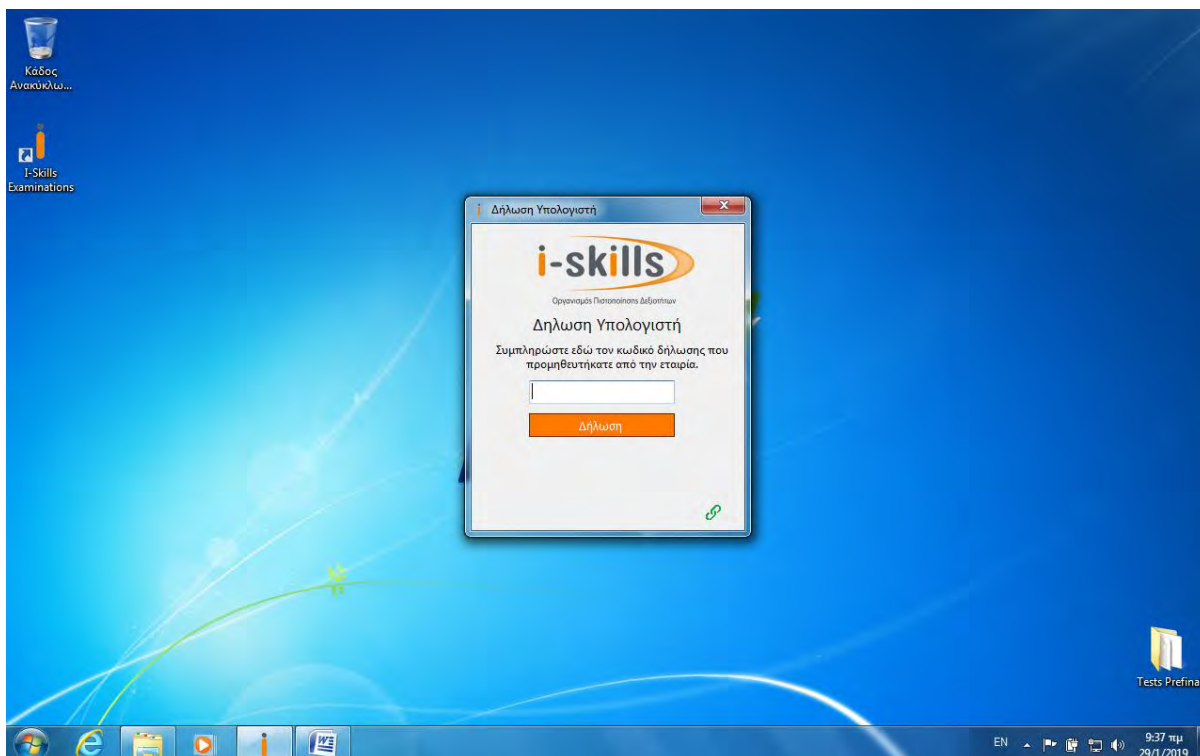 Κάδος
Ανακύκλω...
I-Skills
Examinations
Δήλωση Υπολογιστή
i-skills
Οργανισμός Πιστοποίησης Δεξιοτήτων
Δηλωση Υπολογιστή
Συμπληρώστε εδώ τον κωδικό δήλωσης που
προμηθευτήκατε από την εταιρία.
Δήλωση
Tests Prefina
EN
9:37 πμ
29/1/2019